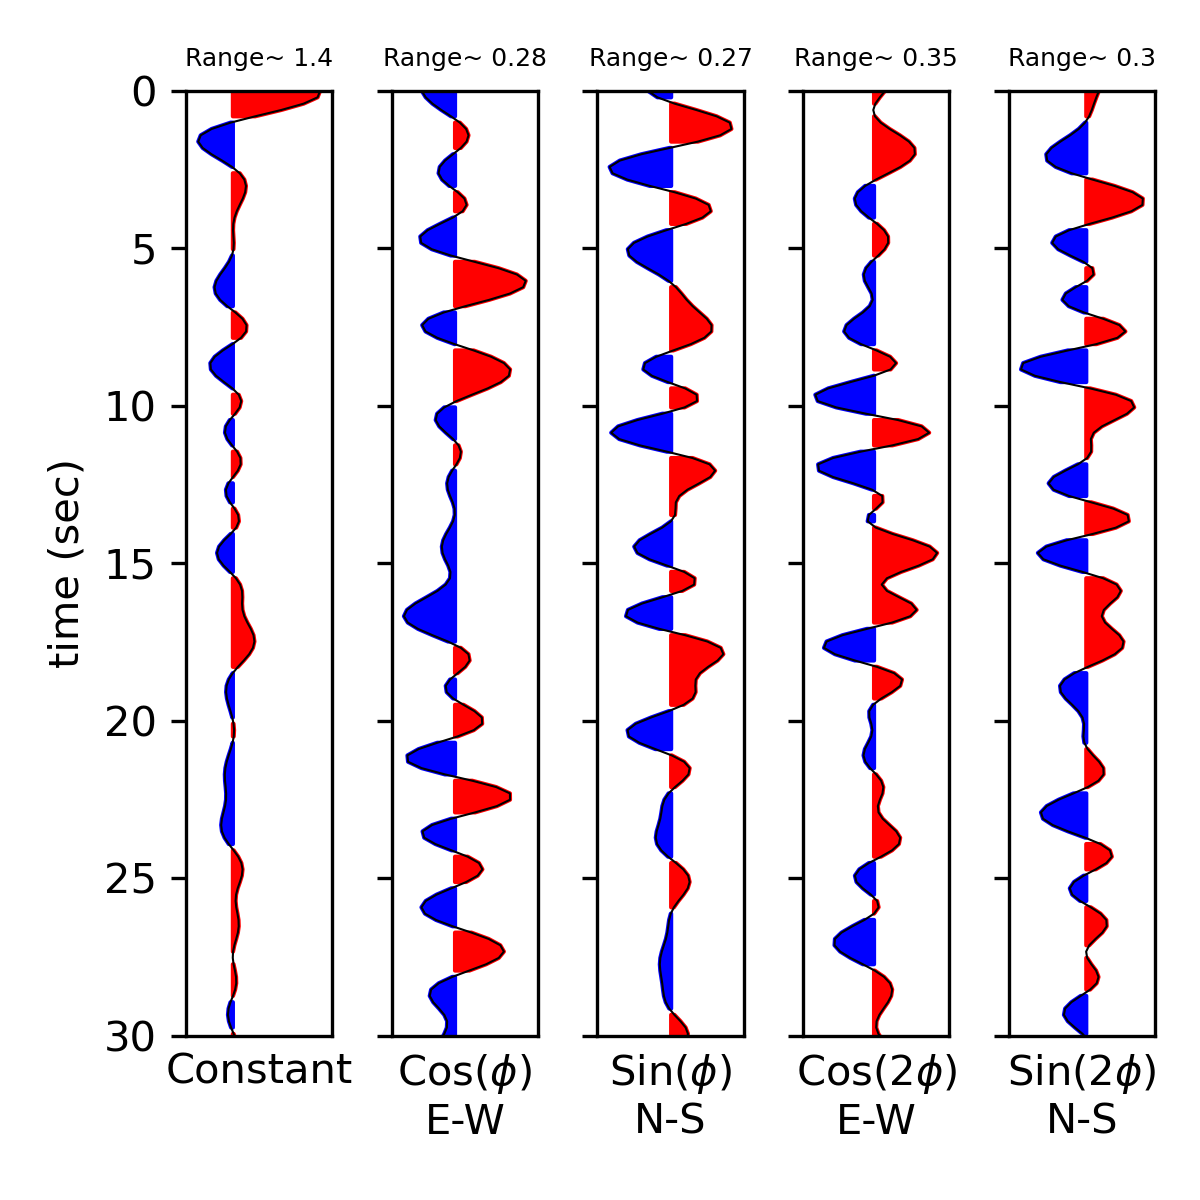 Range~ 1.4 Range~ 0.28 Range~ 0.27 Range~ 0.35 Range~ 0.3
0
5
10
15
20
25
30
time (sec)
Constant Cos(ϕ) Sin(ϕ) Cos(2ϕ) Sin(2ϕ)
E-W N-S E-W N-S